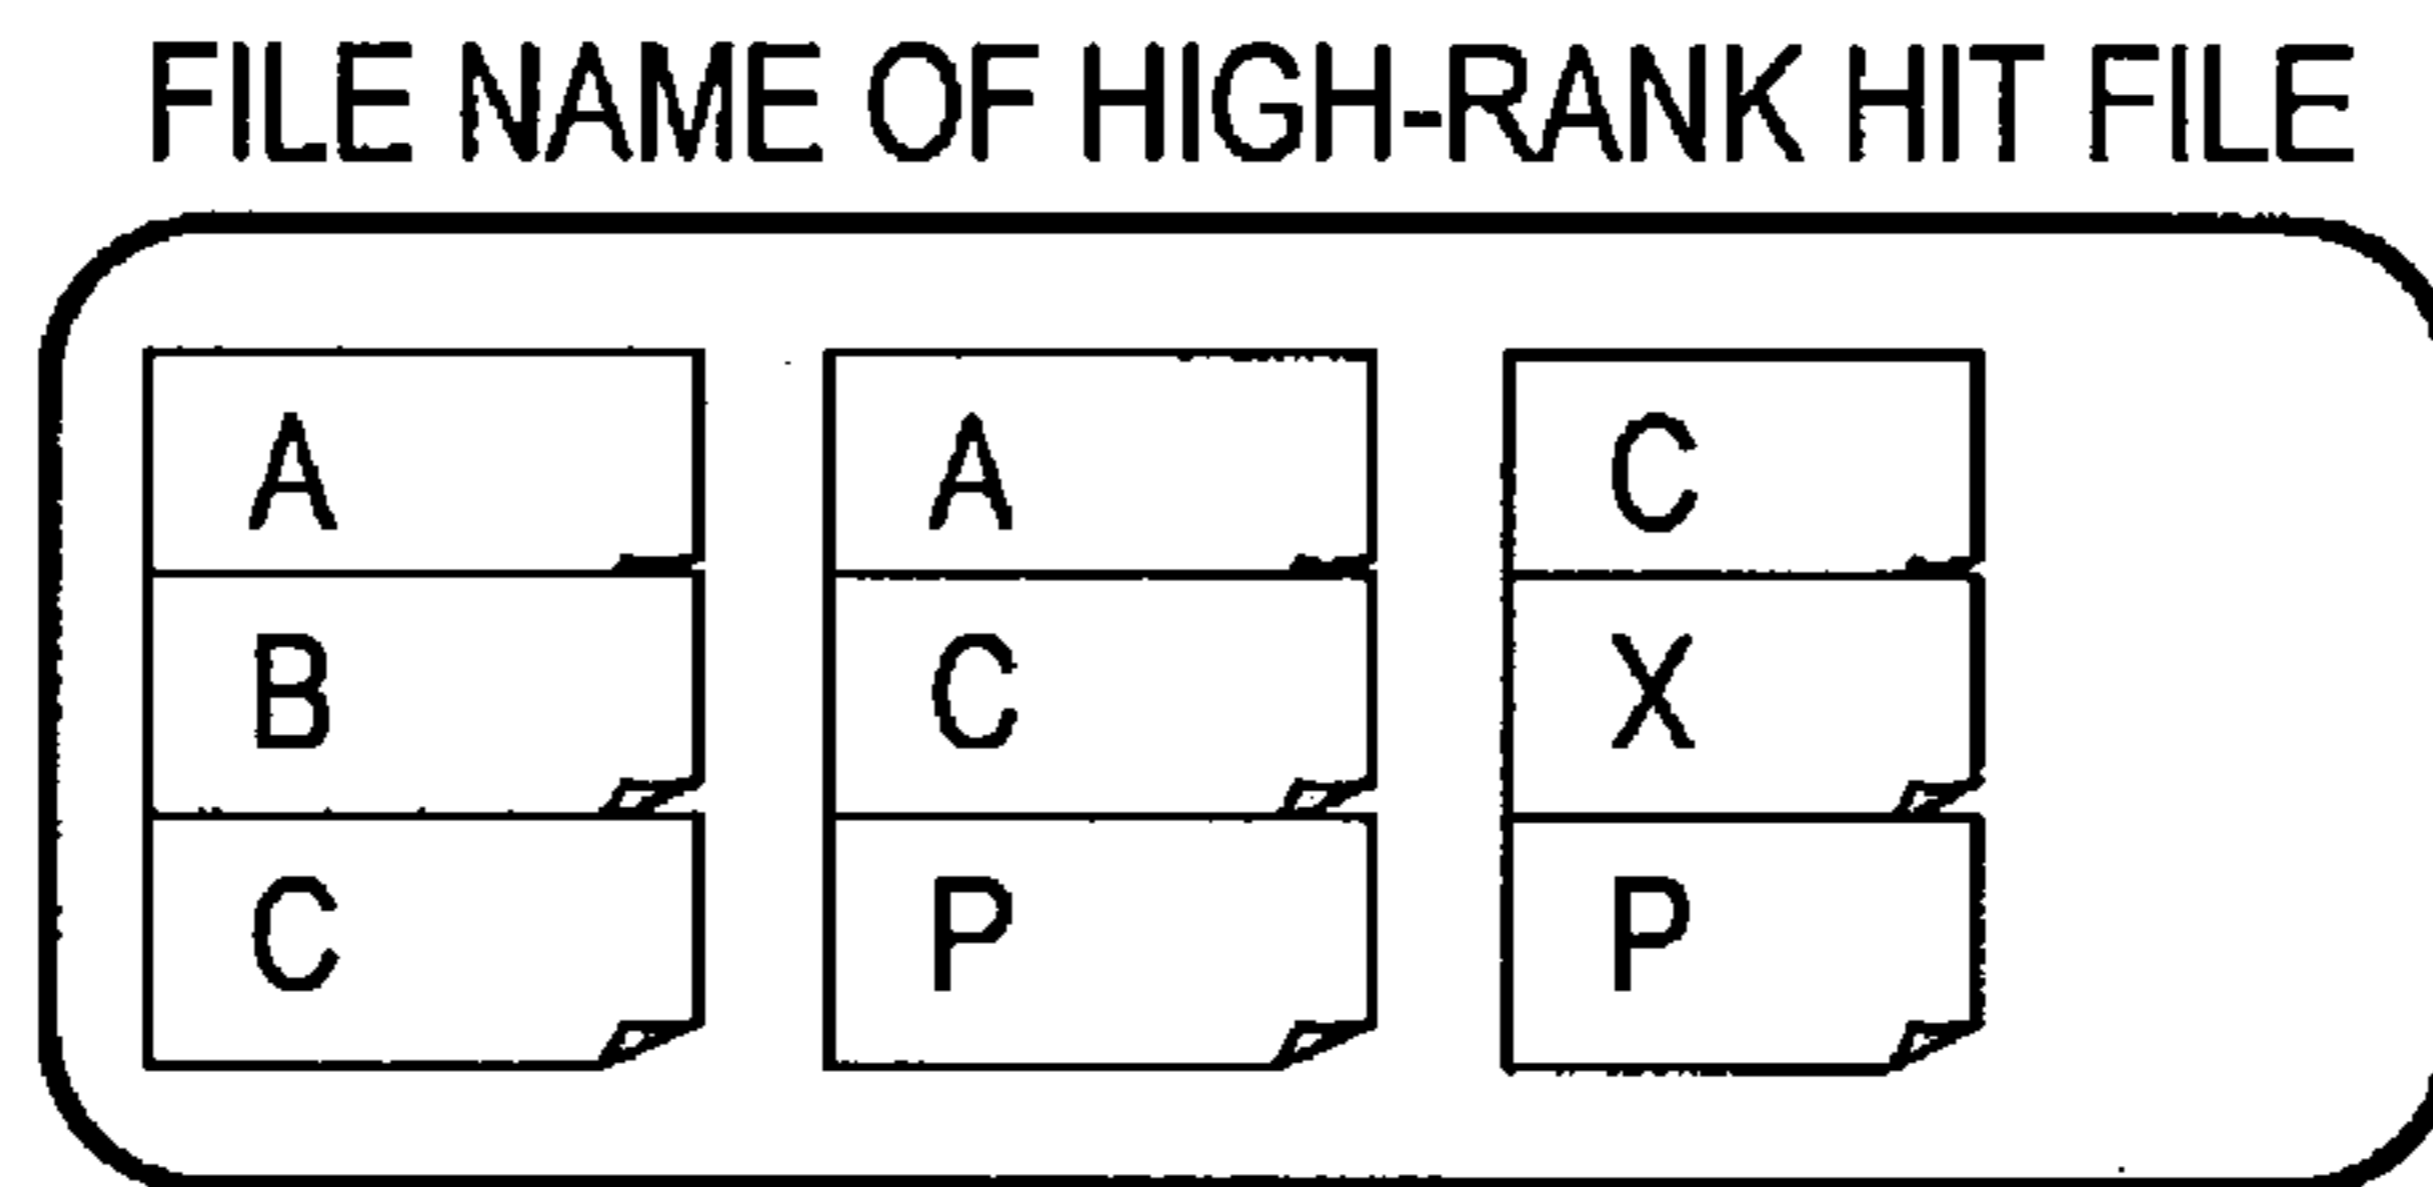 FILE NAME OF HIGH-RANK HIT FILE
A A C
B C X
C P P